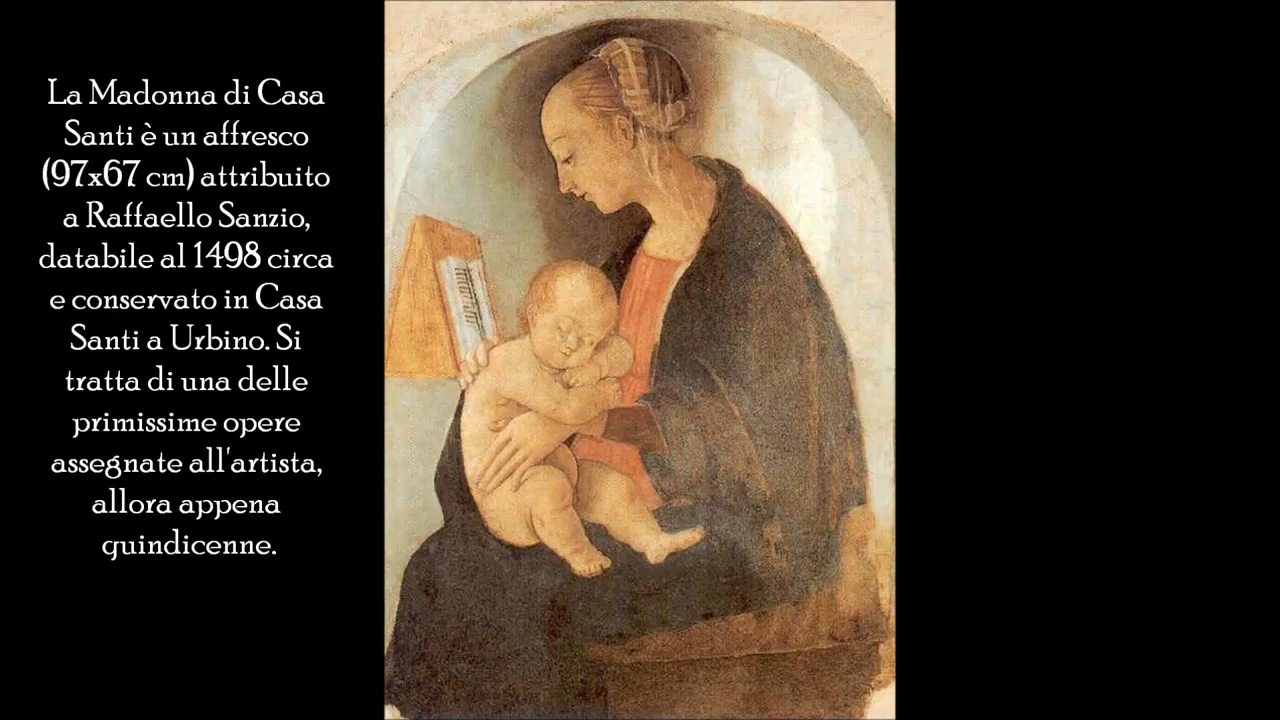 La Madonna di Casa
Santi è un affresco
(97x67 cm) attribuito
a Raffaello Sanzio,
databile al 1498 circa
e conservato in Casa
Santi a Urbino. Si
tratta di una delle
primissime opere
assegnate all'artista,
allora appena
quindicenne.